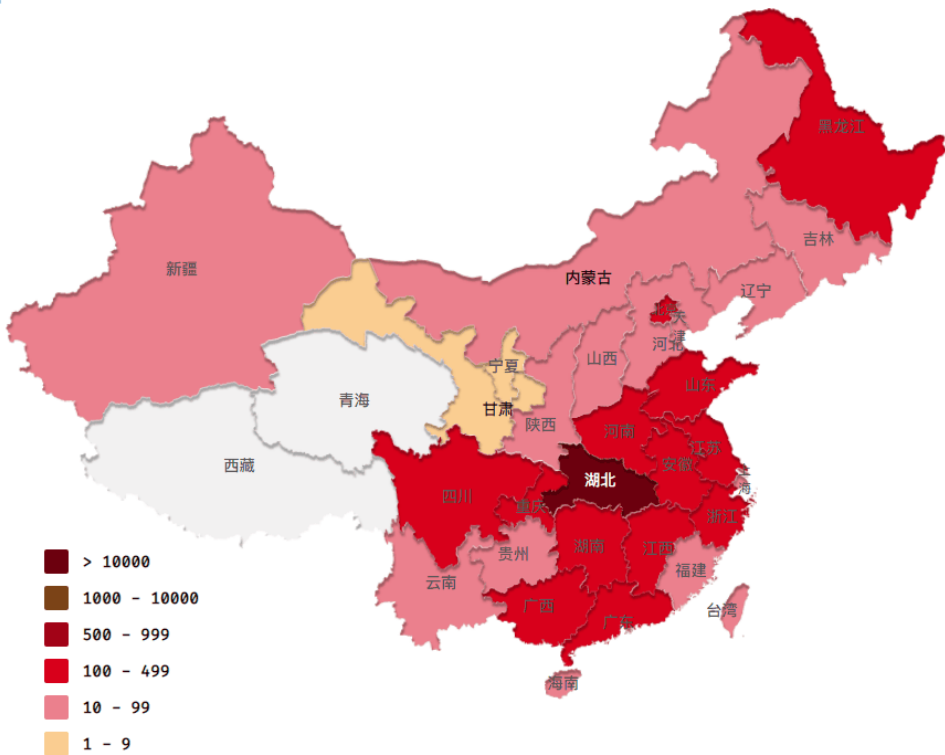 黑龙江
吉林
新疆
内蒙古
辽宁
北京
天津
河北
山西
宁夏
山东
青海
甘肃
陕西
河南
江苏
西藏
安徽
湖北
上海
四川
重庆
浙江
湖南
江西
贵州
福建
云南
广西
台湾
广东
海南
> 10000
1000 - 10000
500 - 999
100 - 499
10 - 99
1 - 9